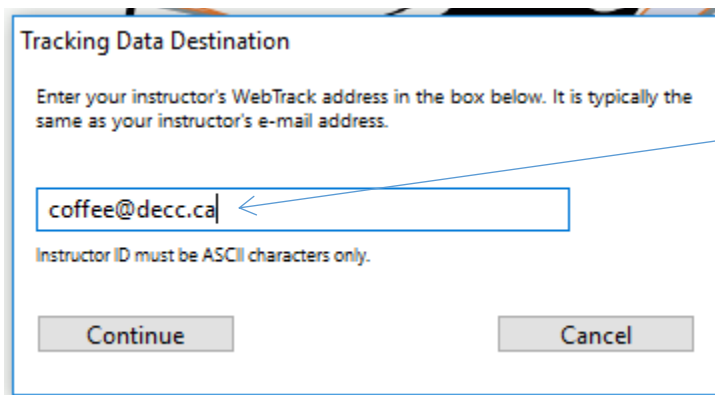 Tracking Data Destination
Enter your instructor's WebTrack address in the box below. It is typically the
same as your instructor's e-mail address.
coffee@decc.ca
Instructor ID must be ASCII characters only.
Continue
Cancel